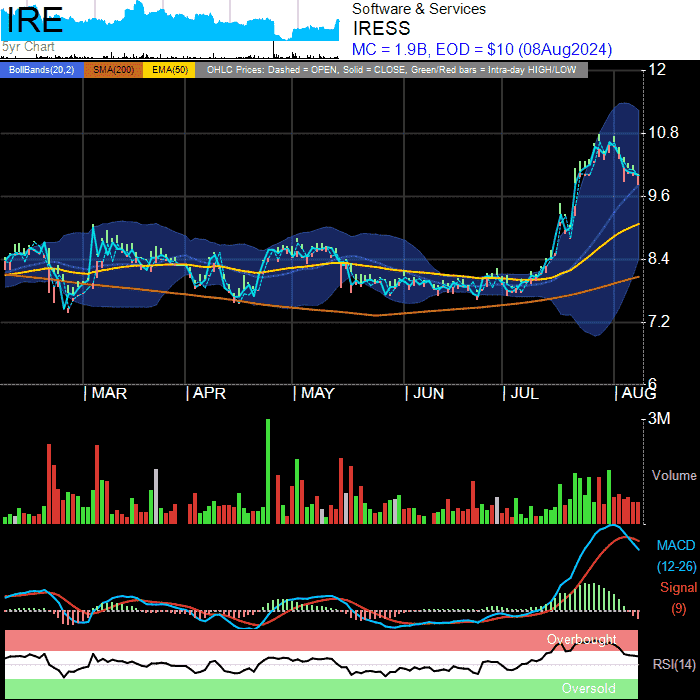 IRE
5yr Chart
Software & Services
IRESS
MC = 1.9B, EOD = $10 (08Aug2024)
BollBands(20,2) SMA(200) EMA(50) OHLC Prices: Dashed = OPEN, Solid = CLOSE, Green/Red bars = Intra-day HIGH/LOW
12
10.8
9.6
8.4
7.2
6
| MAR | APR | MAY | JUN | JUL | AUG
3M
Volume
MACD
(12-26)
Signal
(9)
Overbought
RSI(14)
Oversold